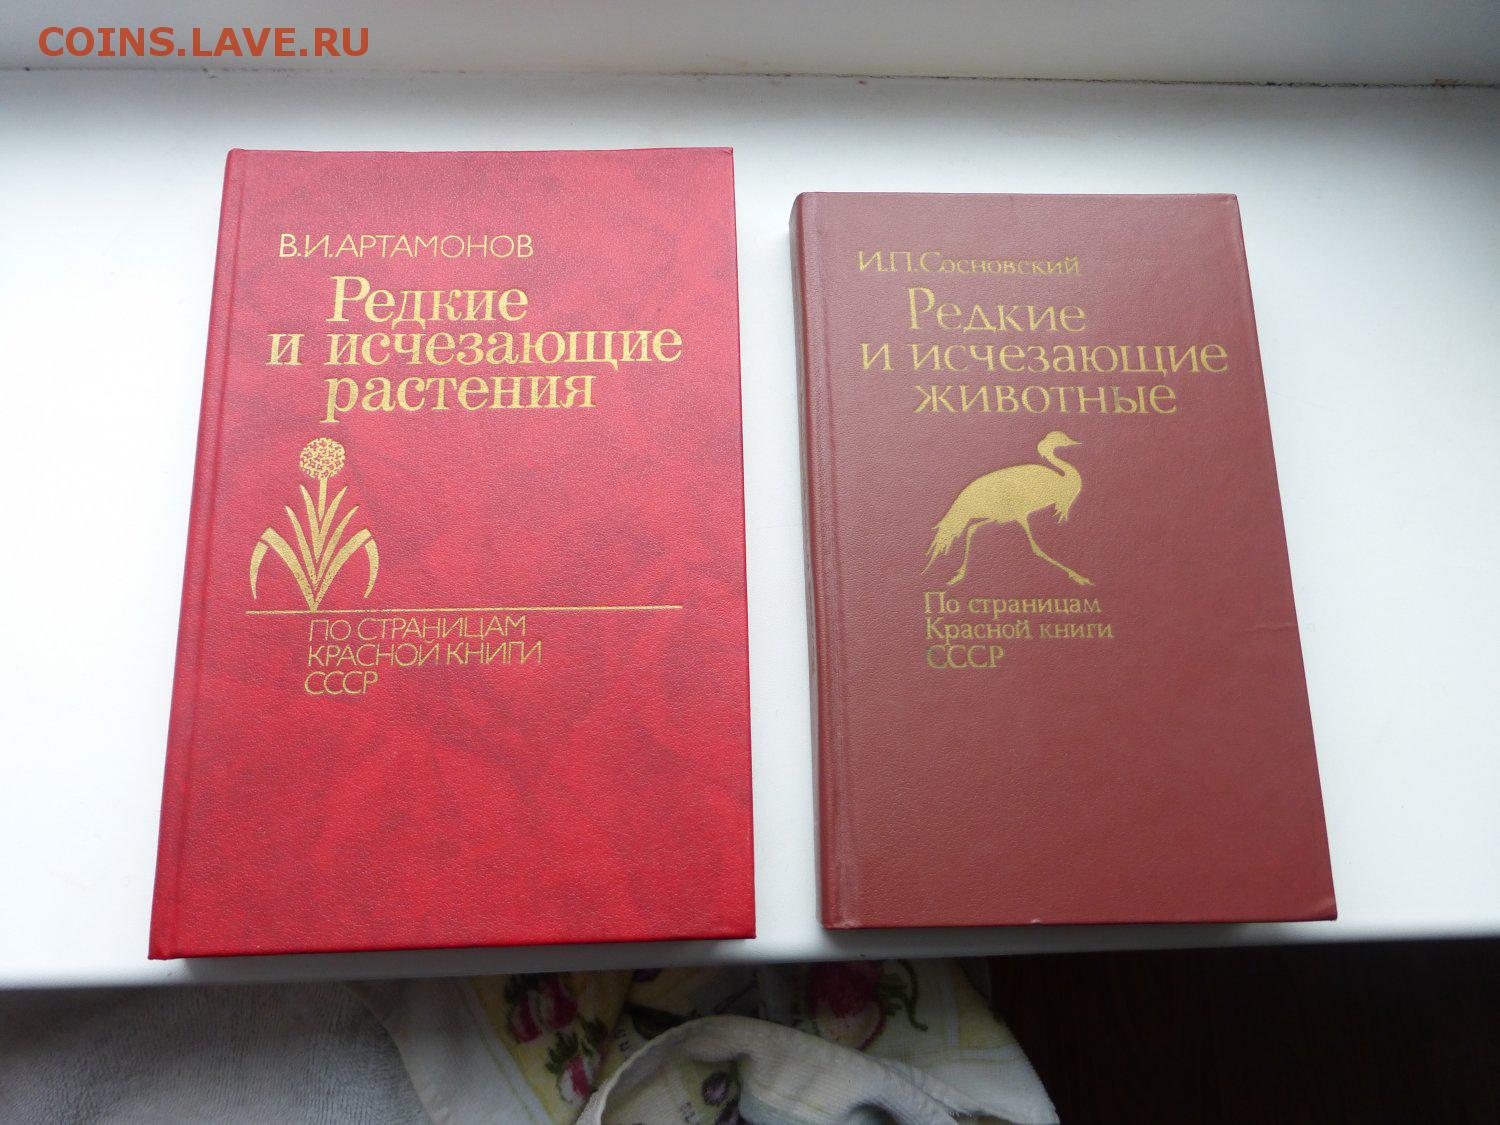 COINS.LAVE.RU
В.И.АРТАМОНОВ
Редкие
и исчезающие
растения
ПО СТРАНИЦАМ
КРАСНОЙ КНИГИ
СССР
И.П.Сосновский
Редкие
и исчезающие
животные
По страницам
Красной книги
СССР